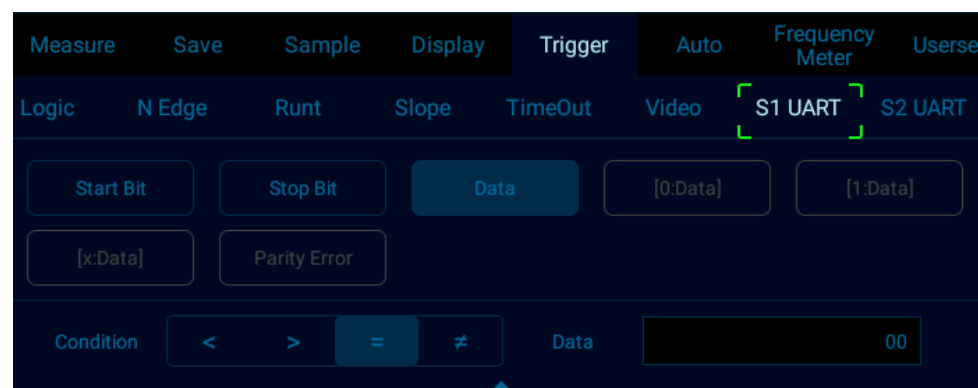 Measure Save Sample Display Trigger Auto Frequency Meter Userse
Logic N Edge Runt Slope TimeOut Video S1 UART S2 UART
Start Bit Stop Bit Data [0:Data] [1:Data]
[x:Data] Parity Error
Condition < > = ≠ Data 00